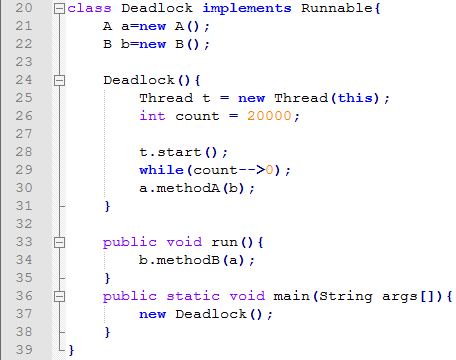 20 class Deadlock implements Runnable{
21 A a=new A();
22 B b=new B();
23
24 Deadlock(){
25 Thread t = new Thread(this);
26 int count = 20000;
27
28 t.start();
29 while(count-->0);
30 a.methodA(b);
31 }
32
33 public void run(){
34 b.methodB(a);
35 }
36 public static void main(String args[]){
37 new Deadlock();
38 }
39 }